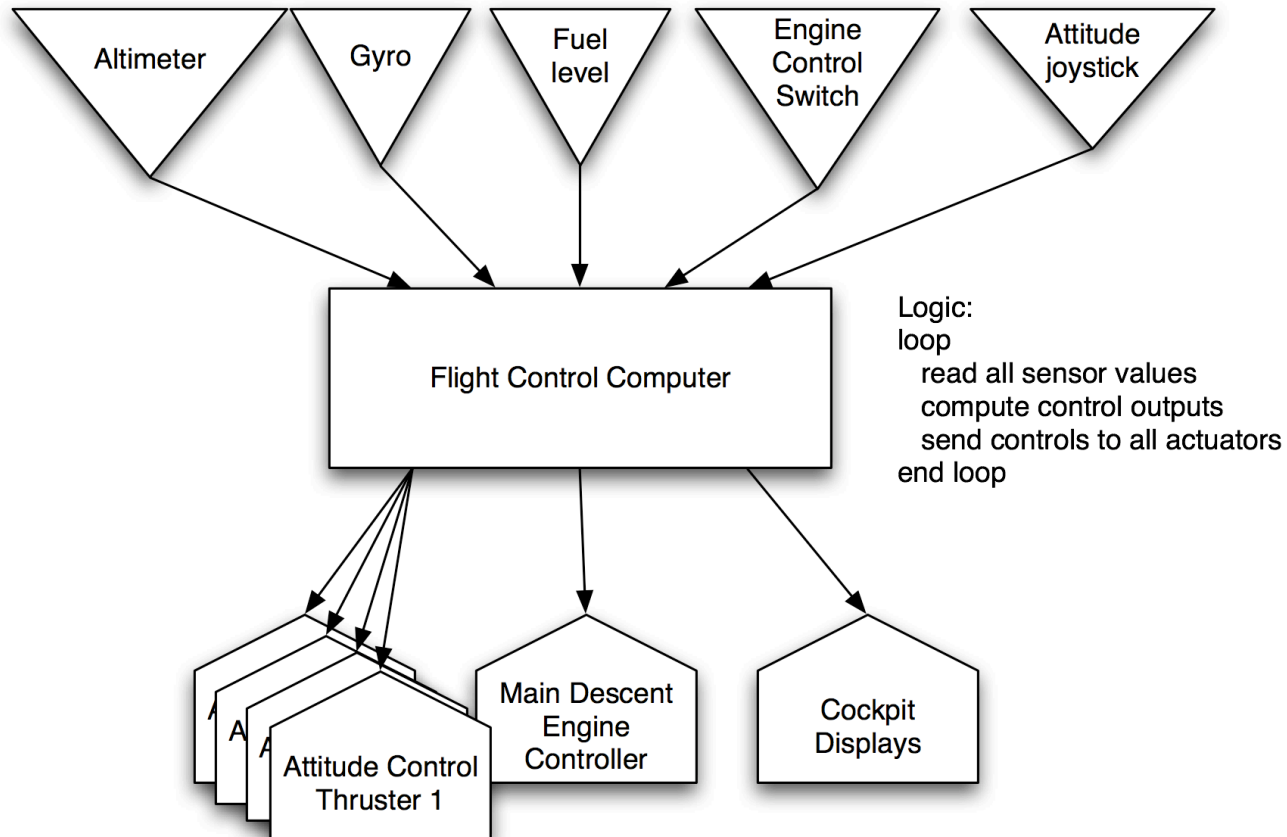 Altimeter
Gyro
Fuel
level
Engine
Control
Switch
Attitude
joystick
Flight Control Computer
Logic:
loop
read all sensor values
compute control outputs
send controls to all actuators
end loop
A
A
A
Attitude Control
Thruster 1
Main Descent
Engine
Controller
Cockpit
Displays